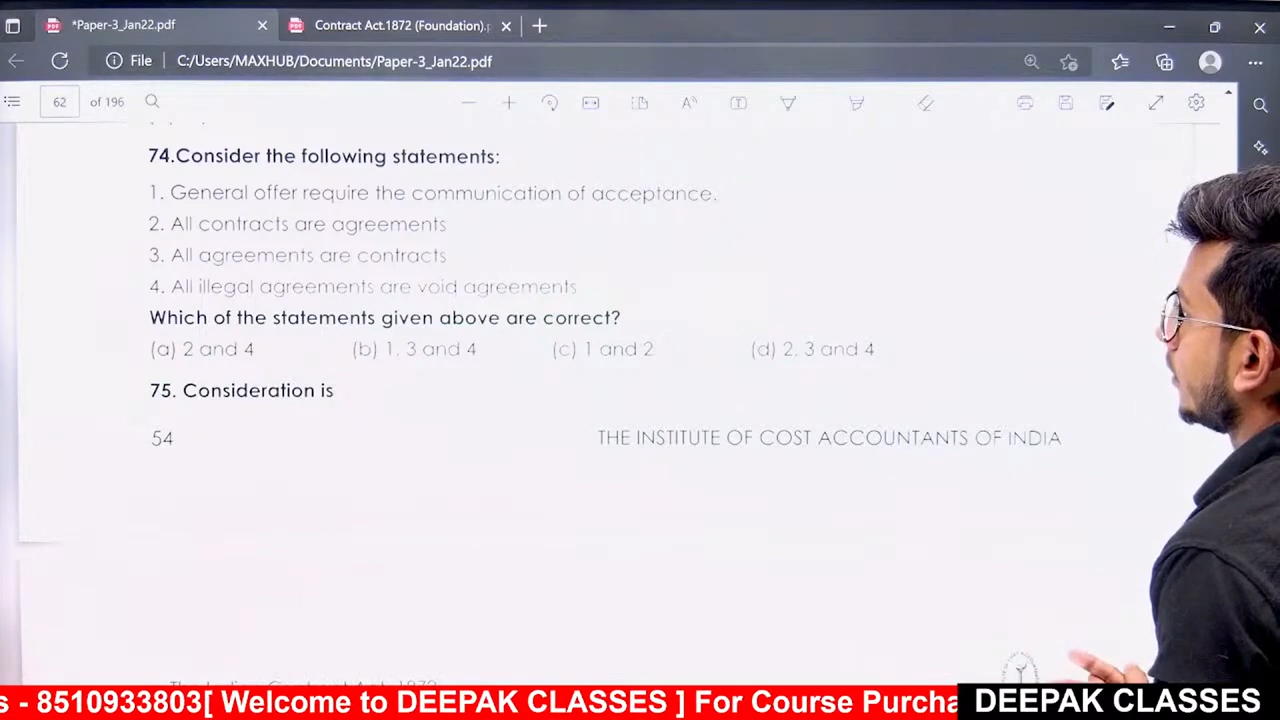 *Paper-3_Jan22.pdf
Contract Act.1872 (Foundation).
File
C:/Users/MAXHUB/Documents/Paper-3_Jan22.pdf
62 of 196
74.Consider the following statements:
1. General offer require the communication of acceptance.
2. All contracts are agreements
3. All agreements are contracts
4. All illegal agreements are void agreements
Which of the statements given above are correct?
(a) 2 and 4 (b) 1. 3 and 4 (c) 1 and 2 (d) 2. 3 and 4
75. Consideration is
54 THE INSTITUTE OF COST ACCOUNTANTS OF INDIA
s - 8510933803[ Welcome to DEEPAK CLASSES ] For Course Purcha
DEEPAK CLASSES